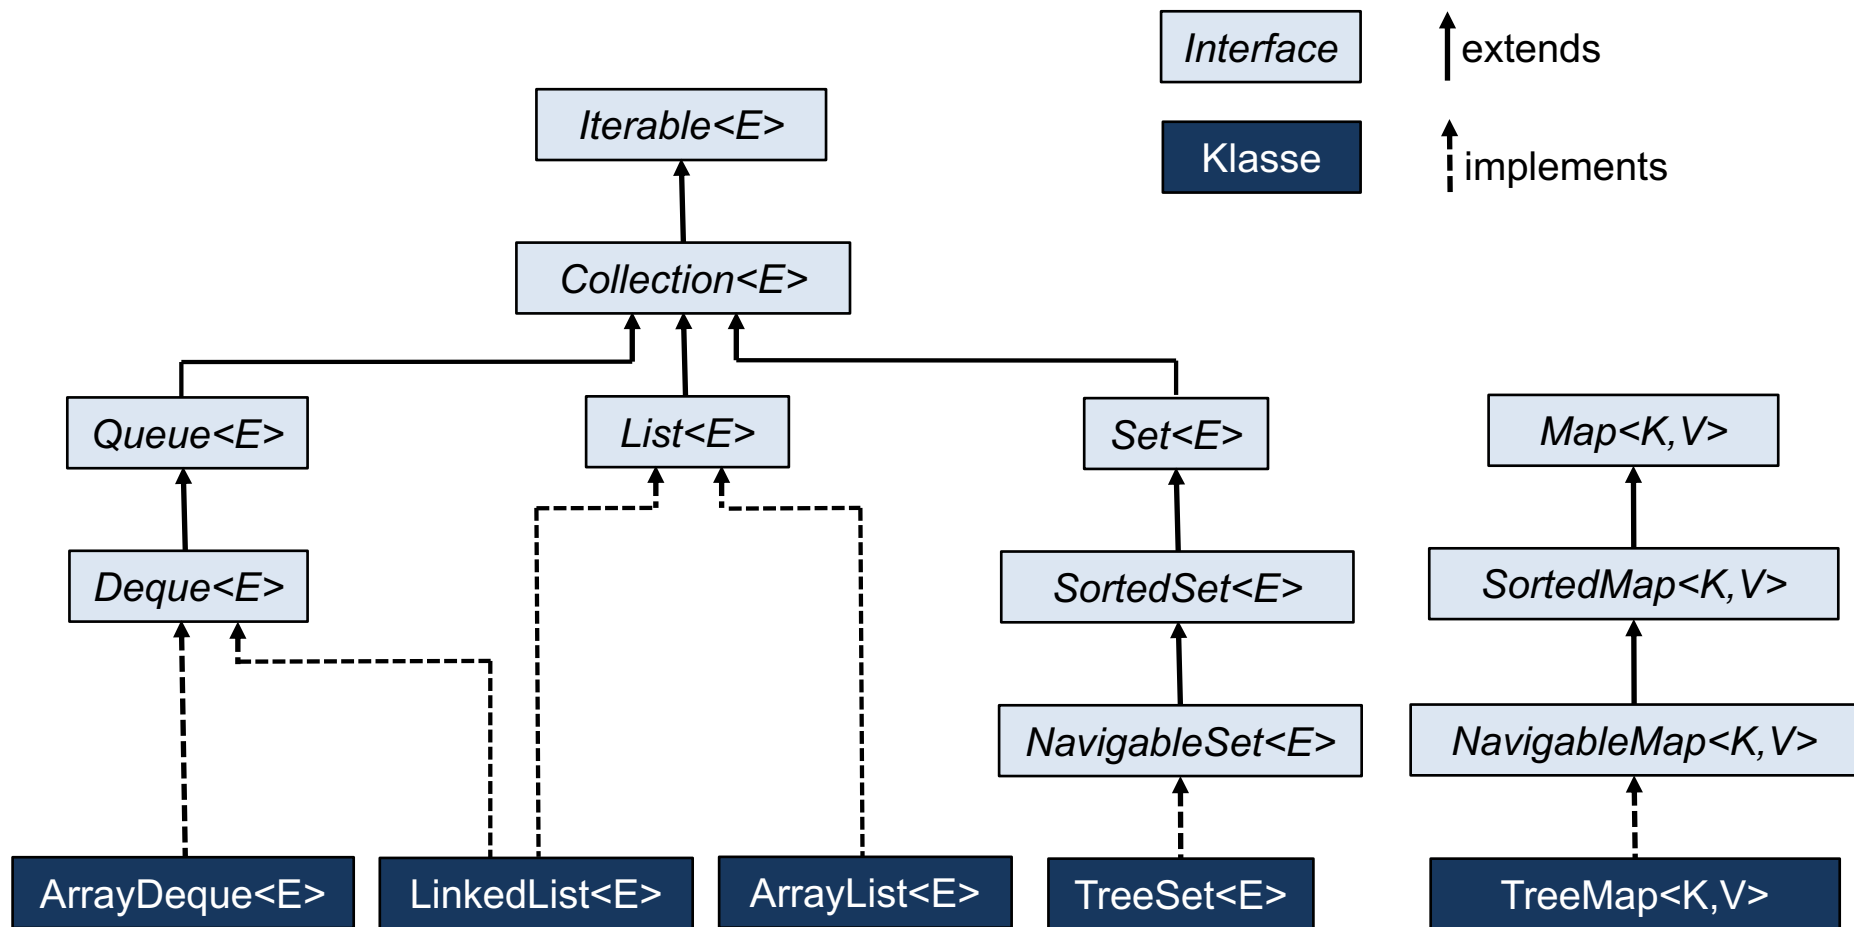 Interface
extends
Iterable<E>
Klasse
implements
Collection<E>
Queue<E>
List<E>
Set<E>
Map<K,V>
Deque<E>
SortedSet<E>
SortedMap<K,V>
NavigableSet<E>
NavigableMap<K,V>
ArrayDeque<E>
LinkedList<E>
ArrayList<E>
TreeSet<E>
TreeMap<K,V>